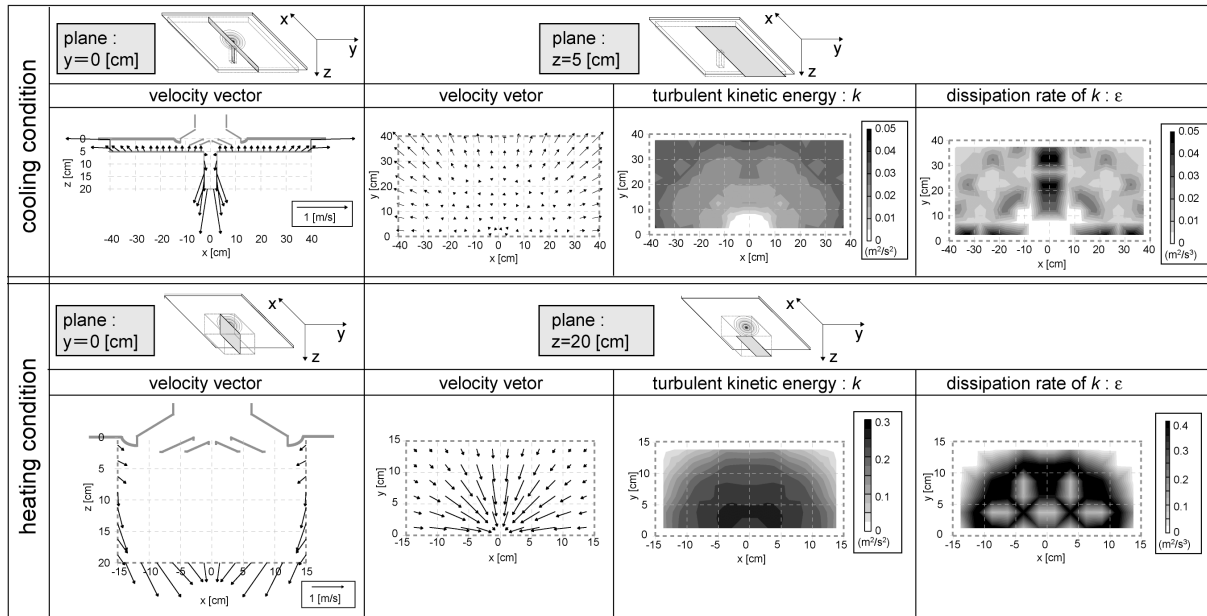 cooling condition
plane :
y=0 [cm]
x
y
z
plane :
z=5 [cm]
x
y
z
velocity vector
velocity vetor
turbulent kinetic energy : k
dissipation rate of k : ε
z [cm]
0
5
10
15
20
1 [m/s]
-40 -30 -20 -10 0 10 20 30 40
x [cm]
y [cm]
40
30
20
10
0
-40 -30 -20 -10 0 10 20 30 40
x [cm]
y [cm]
40
30
20
10
0
-40 -30 -20 -10 0 10 20 30 40
x [cm]
0.05
0.04
0.03
0.02
0.01
0
(m²/s²)
y [cm]
40
30
20
10
0
-40 -30 -20 -10 0 10 20 30 40
x [cm]
0.05
0.04
0.03
0.02
0.01
0
(m²/s³)
heating condition
plane :
y=0 [cm]
x
y
z
plane :
z=20 [cm]
x
y
z
velocity vector
velocity vetor
turbulent kinetic energy : k
dissipation rate of k : ε
z [cm]
0
5
10
15
20
-15 -10 -5 0 5 10 15
x [cm]
1 [m/s]
y [cm]
15
10
5
0
-15 -10 -5 0 5 10 15
x [cm]
y [cm]
15
10
5
0
-15 -10 -5 0 5 10 15
x [cm]
0.3
0.2
0.1
0
(m²/s²)
y [cm]
15
10
5
0
-15 -10 -5 0 5 10 15
x [cm]
0.4
0.3
0.2
0.1
0
(m²/s³)